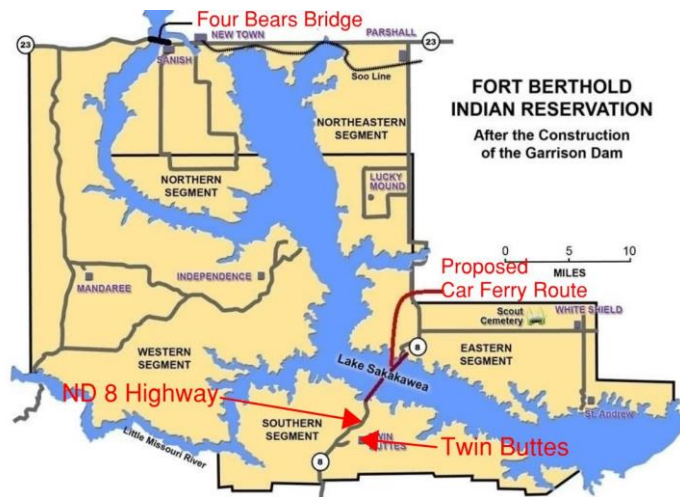 Four Bears Bridge
23
NEW TOWN
PARSHALL
23
SANISH
Soo Line
FORT BERTHOLD
INDIAN RESERVATION
After the Construction
of the Garrison Dam
NORTHEASTERN
SEGMENT
NORTHERN
SEGMENT
LUCKY
MOUND
0 5 10
MILES
Proposed
Car Ferry Route
MANDAREE
INDEPENDENCE
Scout
Cemetery
WHITE SHIELD
8
EASTERN
SEGMENT
WESTERN
SEGMENT
Lake Sakakawea
ND 8 Highway
St. Andrew
Little Missouri River
SOUTHERN
SEGMENT
Twin Buttes
8